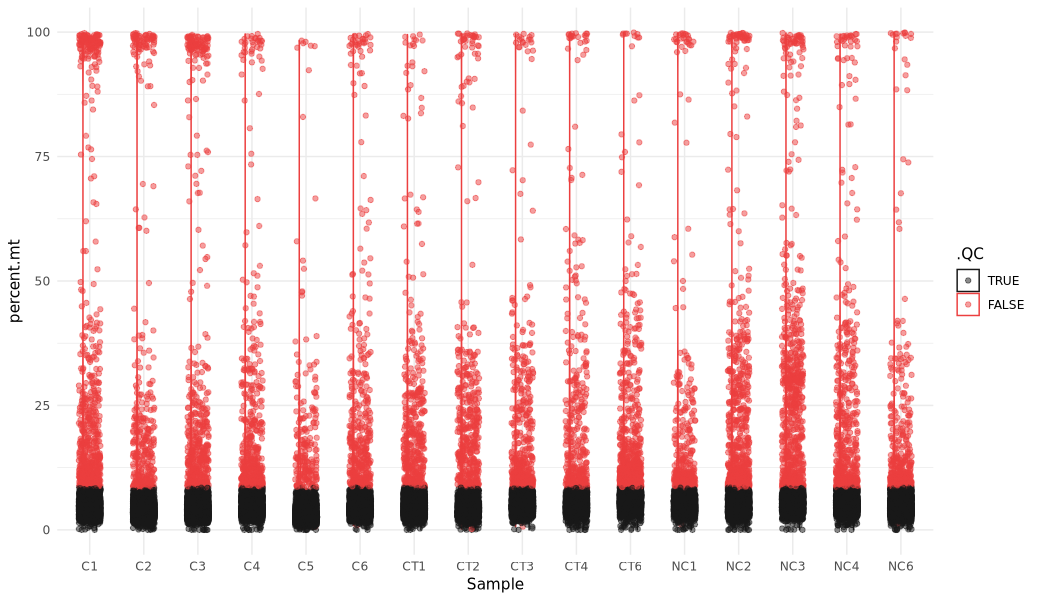 percent.mt
100
75
50
25
0
C1 C2 C3 C4 C5 C6 CT1 CT2 CT3 CT4 CT6 NC1 NC2 NC3 NC4 NC6
Sample
.QC
TRUE
FALSE